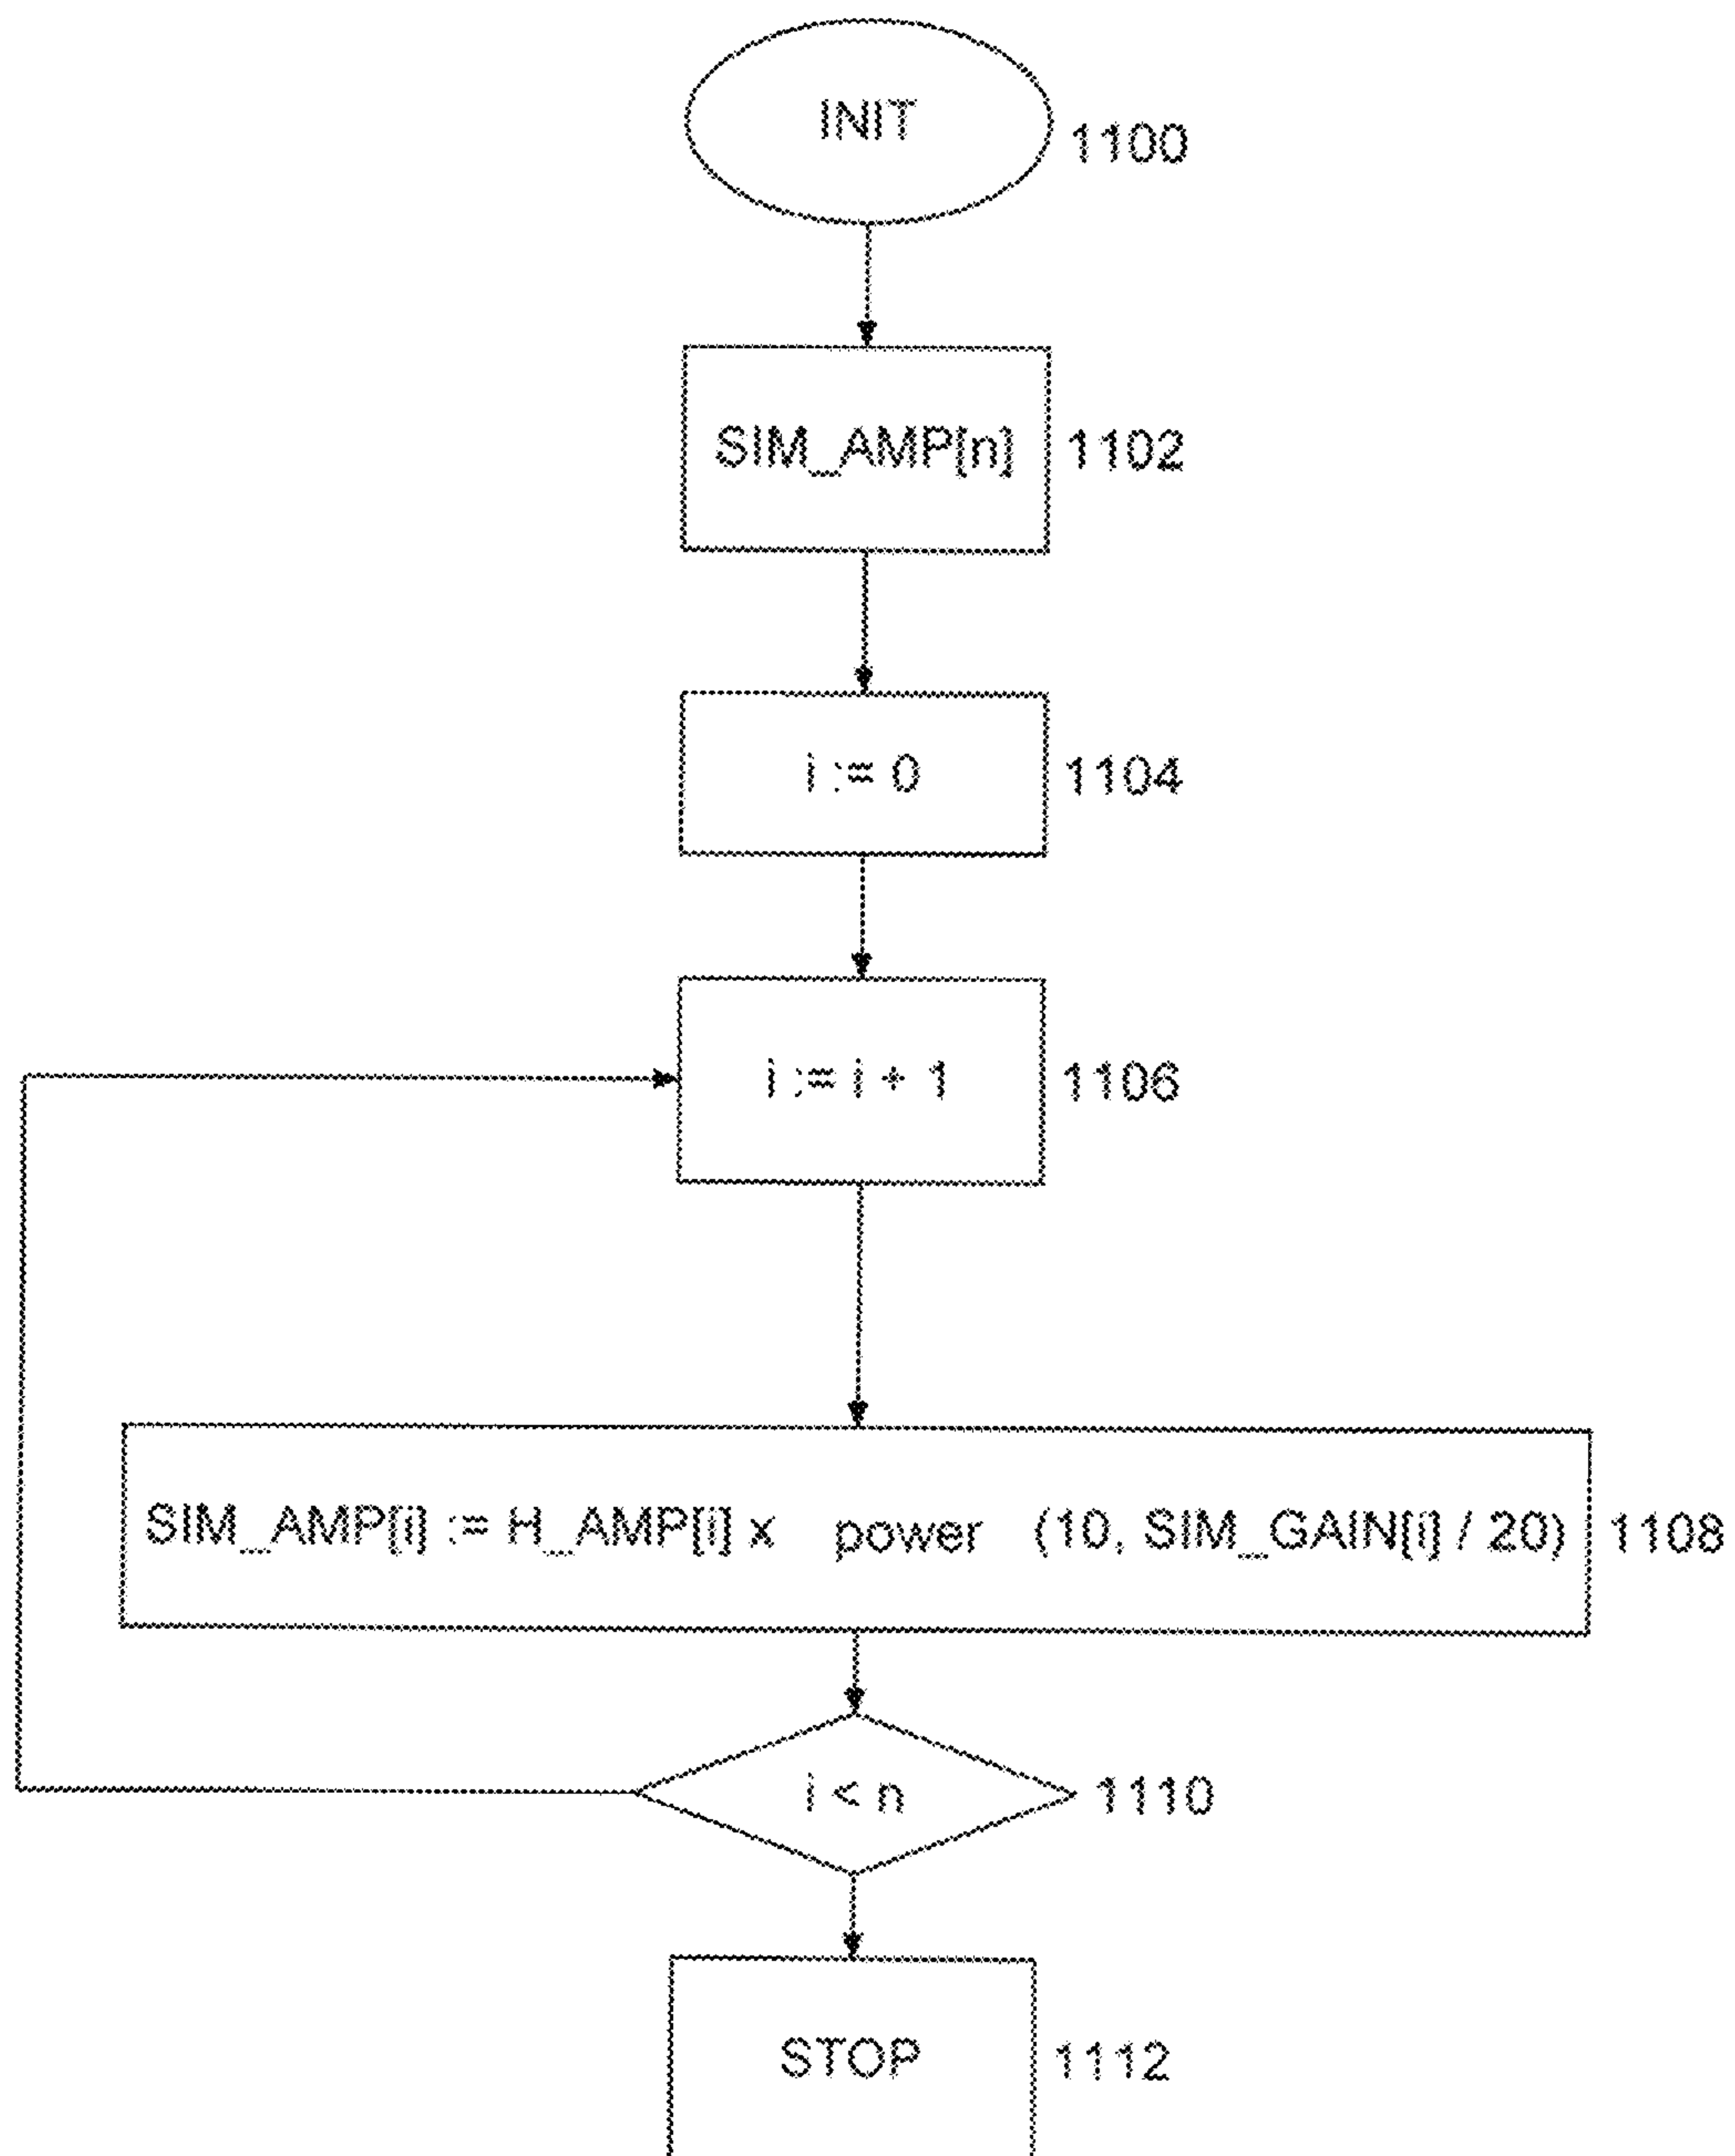 INIT
1100
SIM_AMP[n]
1102
i := 0
1104
i := i + 1
1106
SIM_AMP[i] := H_AMP[i] x power (10, SIM_GAIN[i] / 20)
1108
i < n
1110
STOP
1112